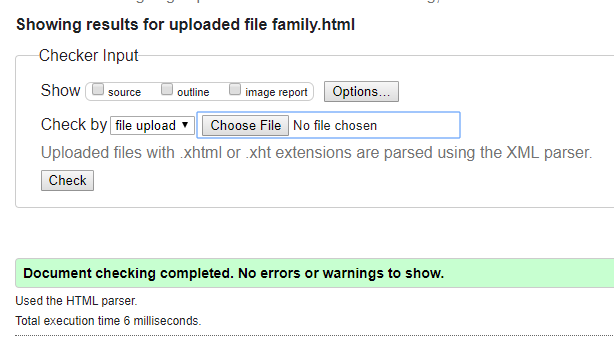 Showing results for uploaded file family.html
Checker Input
Show source outline image report Options...
Check by file upload Choose File No file chosen
Uploaded files with .xhtml or .xht extensions are parsed using the XML parser.
Check
Document checking completed. No errors or warnings to show.
Used the HTML parser.
Total execution time 6 milliseconds.